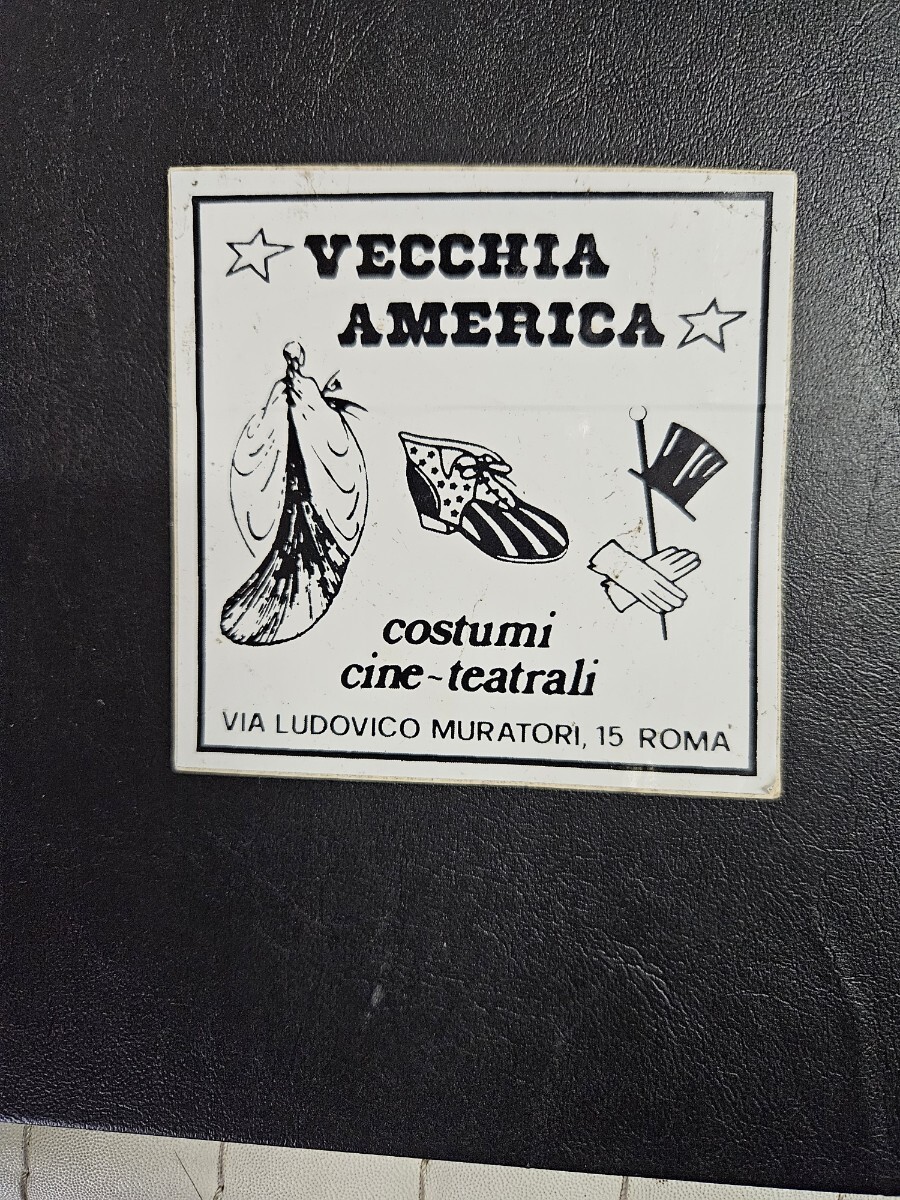 VECCHIA
AMERICA
costumi
cine-teatrali
VIA LUDOVICO MURATORI, 15 ROMA